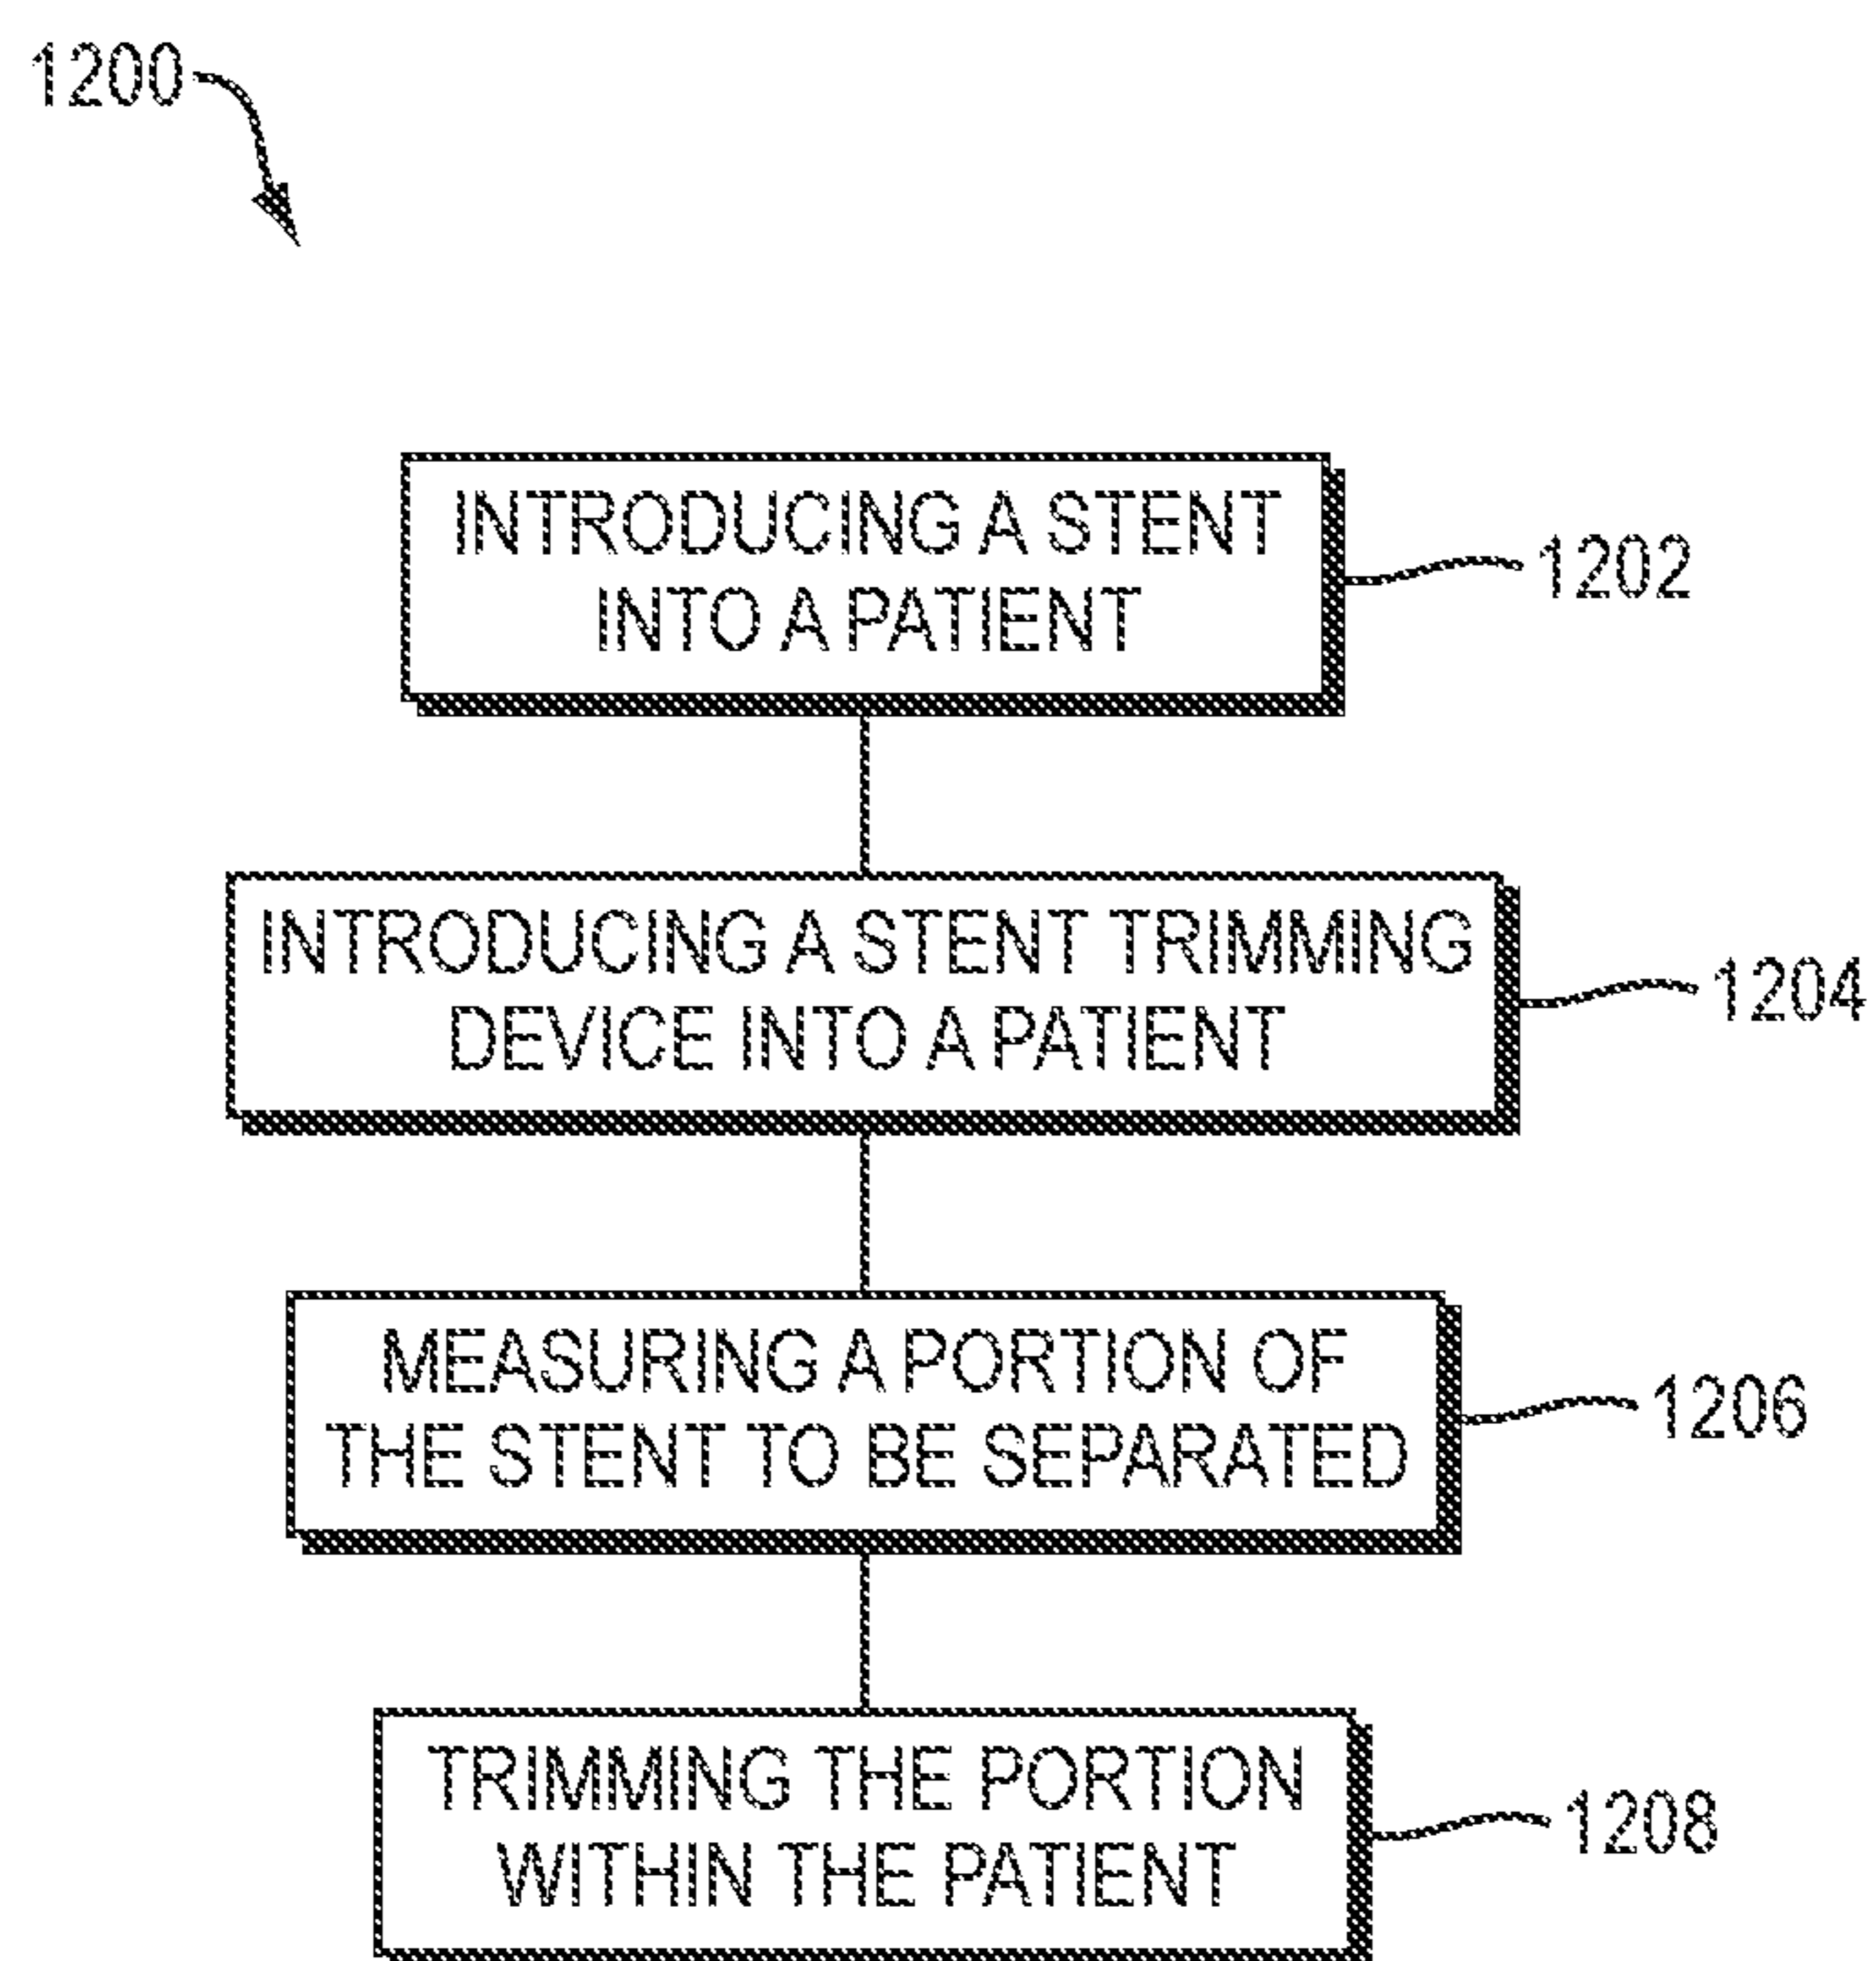 1200
INTRODUCING A STENT
INTO A PATIENT
1202
INTRODUCING A STENT TRIMMING
DEVICE INTO A PATIENT
1204
MEASURING A PORTION OF
THE STENT TO BE SEPARATED
1206
TRIMMING THE PORTION
WITHIN THE PATIENT
1208